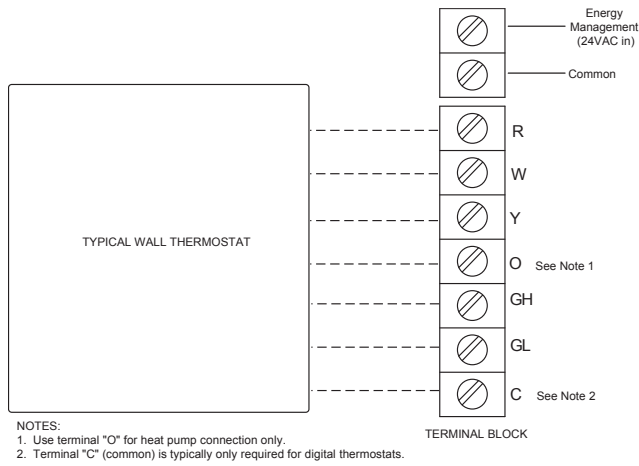 Energy
Management
(24VAC in)
Common
R
W
Y
TYPICAL WALL THERMOSTAT
O See Note 1
GH
GL
C See Note 2
TERMINAL BLOCK
NOTES:
1. Use terminal "O" for heat pump connection only.
2. Terminal "C" (common) is typically only required for digital thermostats.